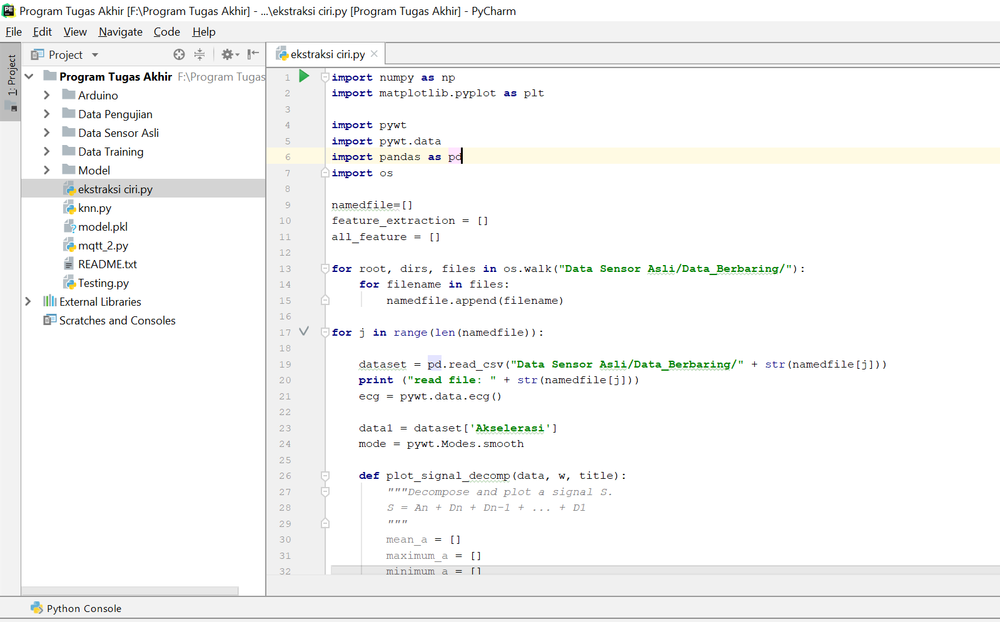 Program Tugas Akhir [F:\Program Tugas Akhir] - ...\ekstraksi ciri.py [Program Tugas Akhir] - PyCharm
File Edit View Navigate Code Help
1: Project
Project
Program Tugas Akhir F:\Program Tugas
Arduino
Data Pengujian
Data Sensor Asli
Data Training
Model
ekstraksi ciri.py
knn.py
model.pkl
mqtt_2.py
README.txt
Testing.py
External Libraries
Scratches and Consoles
ekstraksi ciri.py
1 import numpy as np
2 import matplotlib.pyplot as plt
3
4 import pywt
5 import pywt.data
6 import pandas as pd
7 import os
8
9 namedfile=[]
10 feature_extraction = []
11 all_feature = []
12
13 for root, dirs, files in os.walk("Data Sensor Asli/Data_Berbaring/"):
14     for filename in files:
15         namedfile.append(filename)
16
17 for j in range(len(namedfile)):
18
19     dataset = pd.read_csv("Data Sensor Asli/Data_Berbaring/" + str(namedfile[j]))
20     print ("read file: " + str(namedfile[j]))
21     ecg = pywt.data.ecg()
22
23     data1 = dataset['Akselerasi']
24     mode = pywt.Modes.smooth
25
26     def plot_signal_decomp(data, w, title):
27         """Decompose and plot a signal S.
28         S = An + Dn + Dn-1 + ... + D1
29         """
30         mean_a = []
31         maximum_a = []
32         minimum_a = []
Python Console